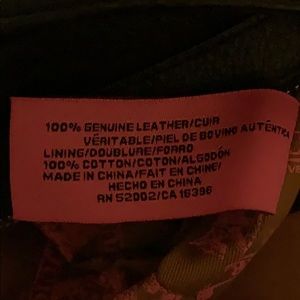 100% GENUINE LEATHER/CUIR
VÉRITABLE/PIEL DE BOVINO AUTÉNTICA
LINING/DOUBLURE/FORRO
100% COTTON/COTON/ALGODÓN
MADE IN CHINA/FAIT EN CHINE/
HECHO EN CHINA
RN 52002/CA 16396